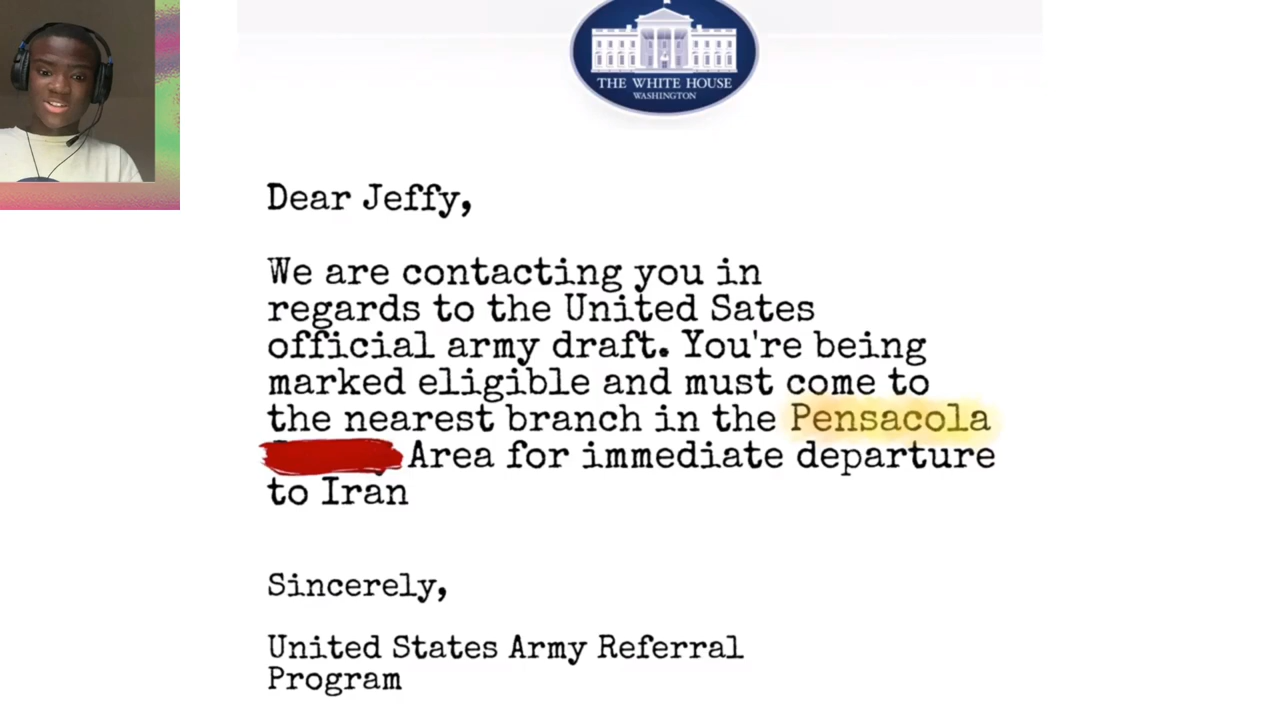 THE WHITE HOUSE
WASHINGTON
Dear Jeffy,
We are contacting you in
regards to the United Sates
official army draft. You're being
marked eligible and must come to
the nearest branch in the Pensacola
Area for immediate departure
to Iran
Sincerely,
United States Army Referral
Program